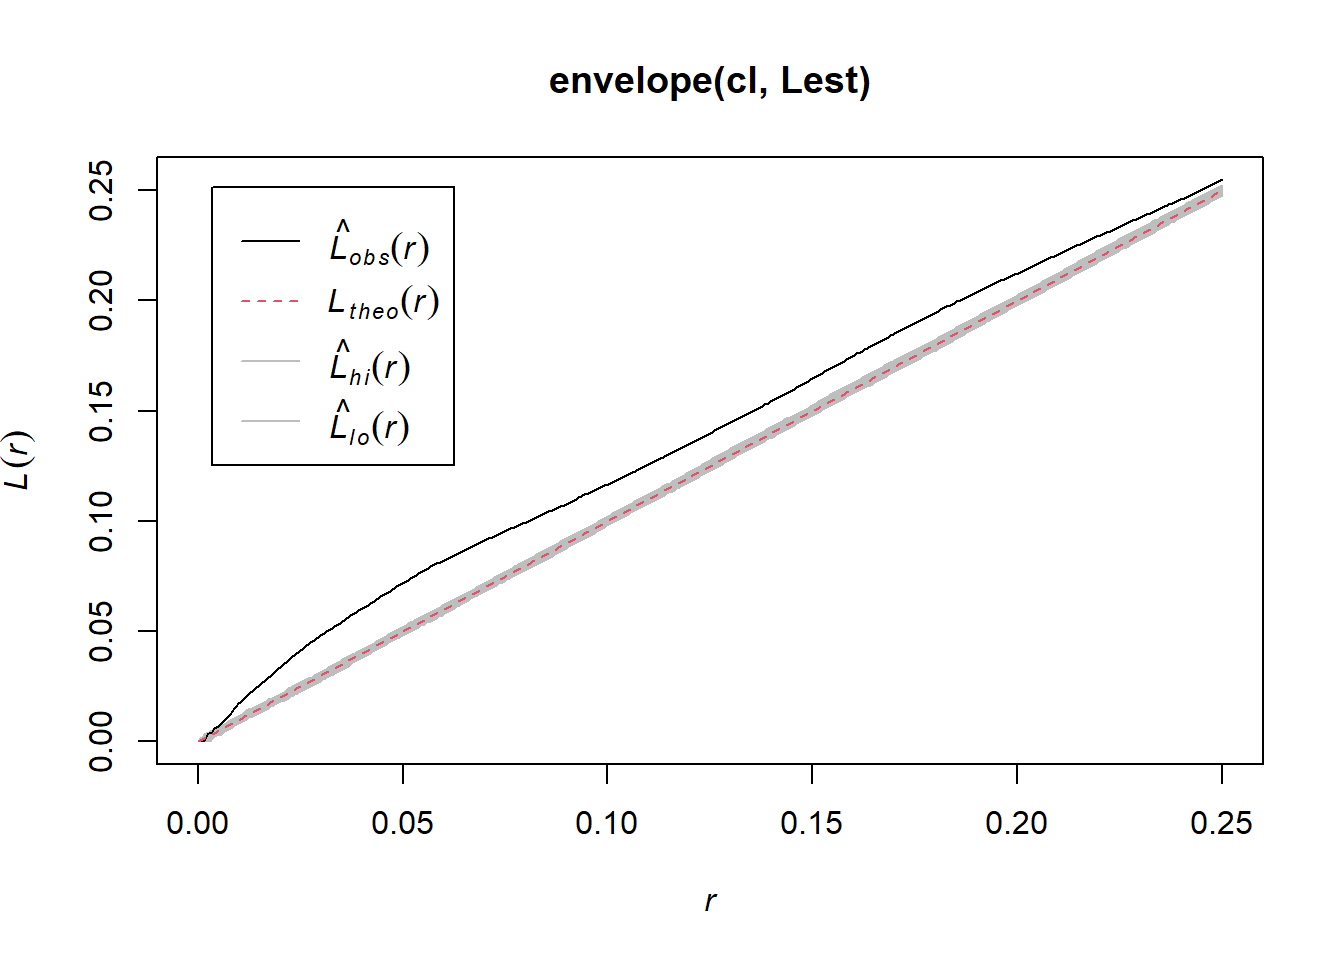 envelope(cl, Lest)
L̂obs(r)
Ltheo(r)
L̂hi(r)
L̂lo(r)
L(r)
0.25
0.20
0.15
0.10
0.05
0.00
0.00 0.05 0.10 0.15 0.20 0.25
r